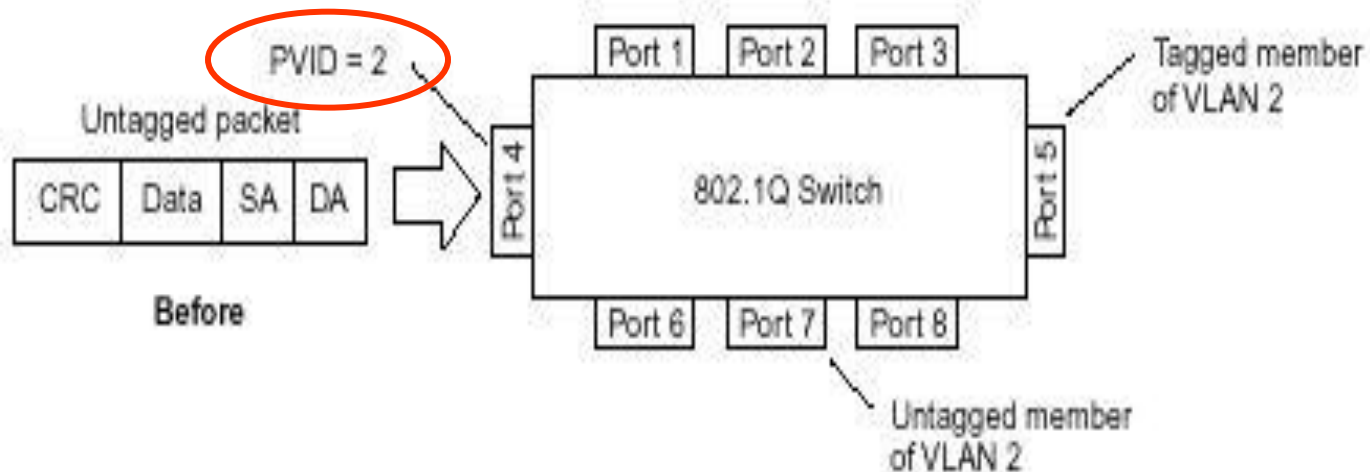 PVID = 2
Port 1
Port 2
Port 3
Tagged member
of VLAN 2
Untagged packet
CRC
Data
SA
DA
Port 4
802.1Q Switch
Port 5
Before
Port 6
Port 7
Port 8
Untagged member
of VLAN 2